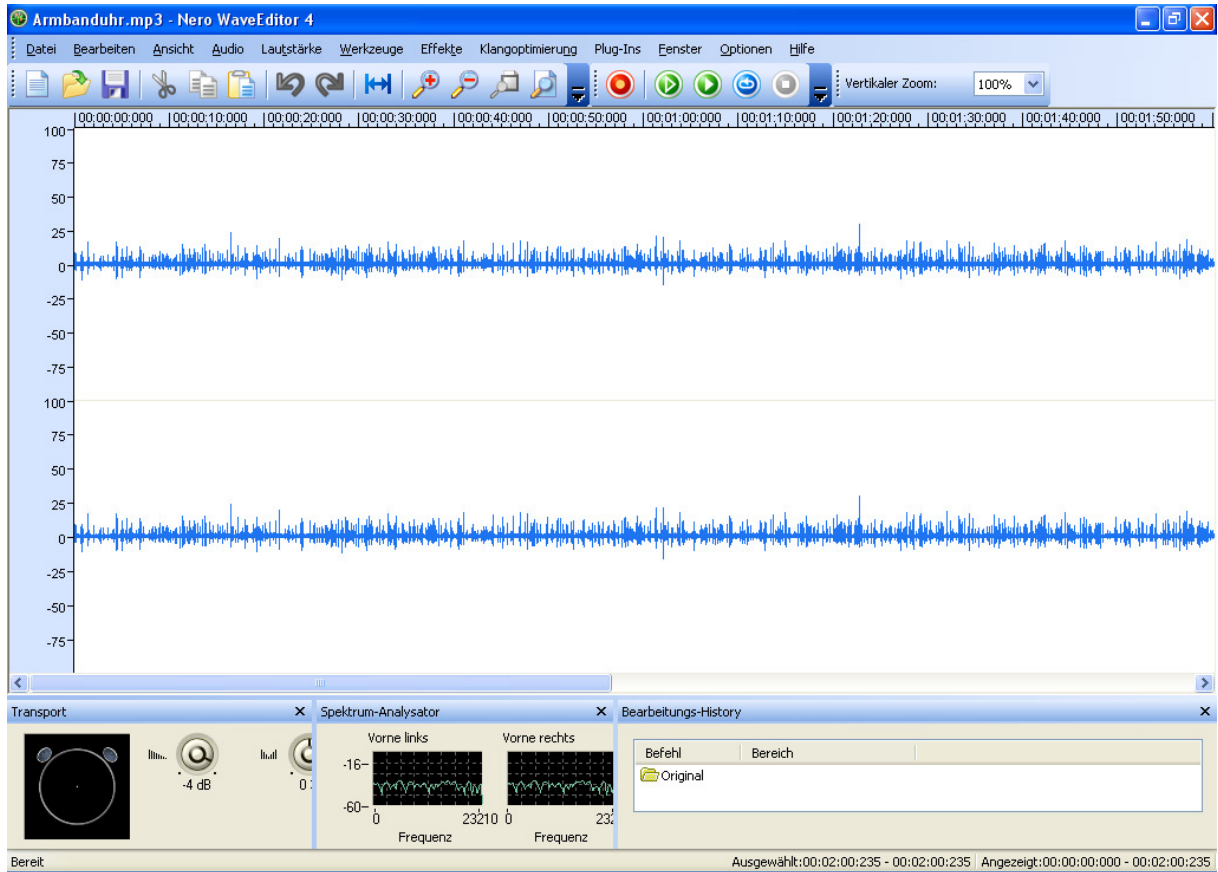 Armbanduhr.mp3 - Nero WaveEditor 4
Datei Bearbeiten Ansicht Audio Lautstärke Werkzeuge Effekte Klangoptimierung Plug-Ins Fenster Optionen Hilfe
Vertikaler Zoom: 100%
00:00:00:000 00:00:10:000 00:00:20:000 00:00:30:000 00:00:40:000 00:00:50:000 00:01:00:000 00:01:10:000 00:01:20:000 00:01:30:000 00:01:40:000 00:01:50:000
100
75
50
25
0
-25
-50
-75
100
75
50
25
0
-25
-50
-75
Transport Spektrum-Analysator Bearbeitungs-History
Vorne links Vorne rechts
Befehl Bereich
-16
Original
-4 dB 0
-60
0 23210 0
Frequenz Frequenz
Bereit Ausgewählt:00:02:00:235 - 00:02:00:235 Angezeigt:00:00:00:000 - 00:02:00:235